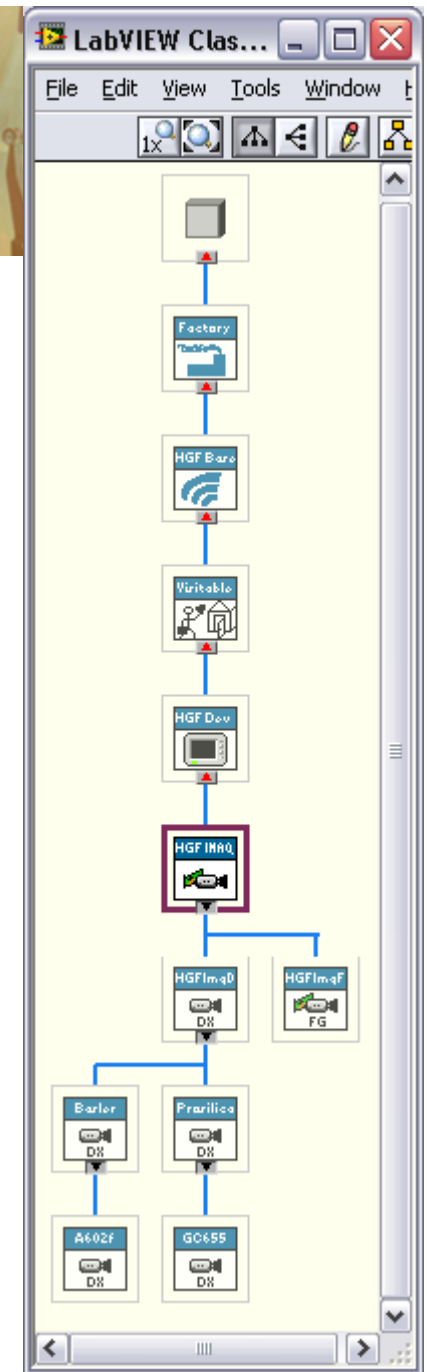 LabVIEW Clas...
File Edit View Tools Window H
1x
Factory
HGF Base
Visitable
HGF Dev
HGF IMAQ
HGFImqD HGFImqF
DX FG
Basler Prosilica
DX DX
A602f GC655
DX DX